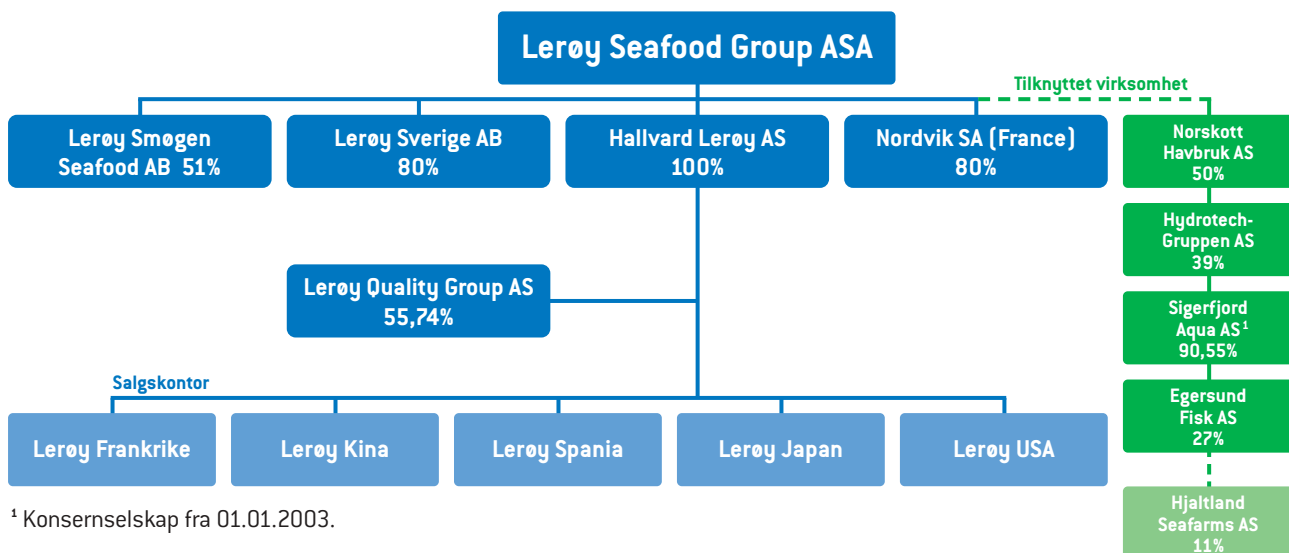 Lerøy Seafood Group ASA
Tilknyttet virksomhet
Lerøy Smøgen
Seafood AB 51%
Lerøy Sverige AB
80%
Hallvard Lerøy AS
100%
Nordvik SA (France)
80%
Norskott
Havbruk AS
50%
Hydrotech-
Gruppen AS
39%
Lerøy Quality Group AS
55,74%
Sigerfjord
Aqua AS¹
90,55%
Egersund
Fisk AS
27%
Salgskontor
Lerøy Frankrike
Lerøy Kina
Lerøy Spania
Lerøy Japan
Lerøy USA
Hjaltland
Seafarms AS
11%
¹ Konsernselskap fra 01.01.2003.